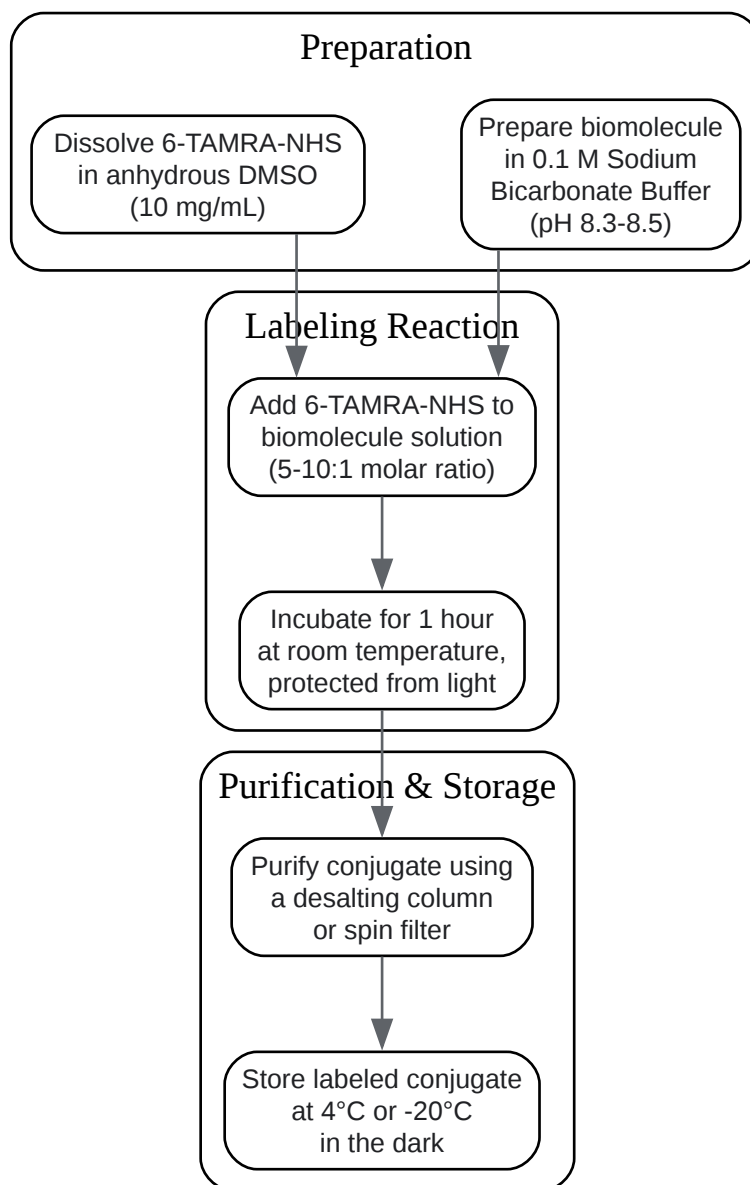 Preparation
Dissolve 6-TAMRA-NHS
in anhydrous DMSO
(10 mg/mL)
Prepare biomolecule
in 0.1 M Sodium
Bicarbonate Buffer
(pH 8.3-8.5)
Labeling Reaction
Add 6-TAMRA-NHS to
biomolecule solution
(5-10:1 molar ratio)
Incubate for 1 hour
at room temperature,
protected from light
Purification & Storage
Purify conjugate using
a desalting column
or spin filter
Store labeled conjugate
at 4°C or -20°C
in the dark